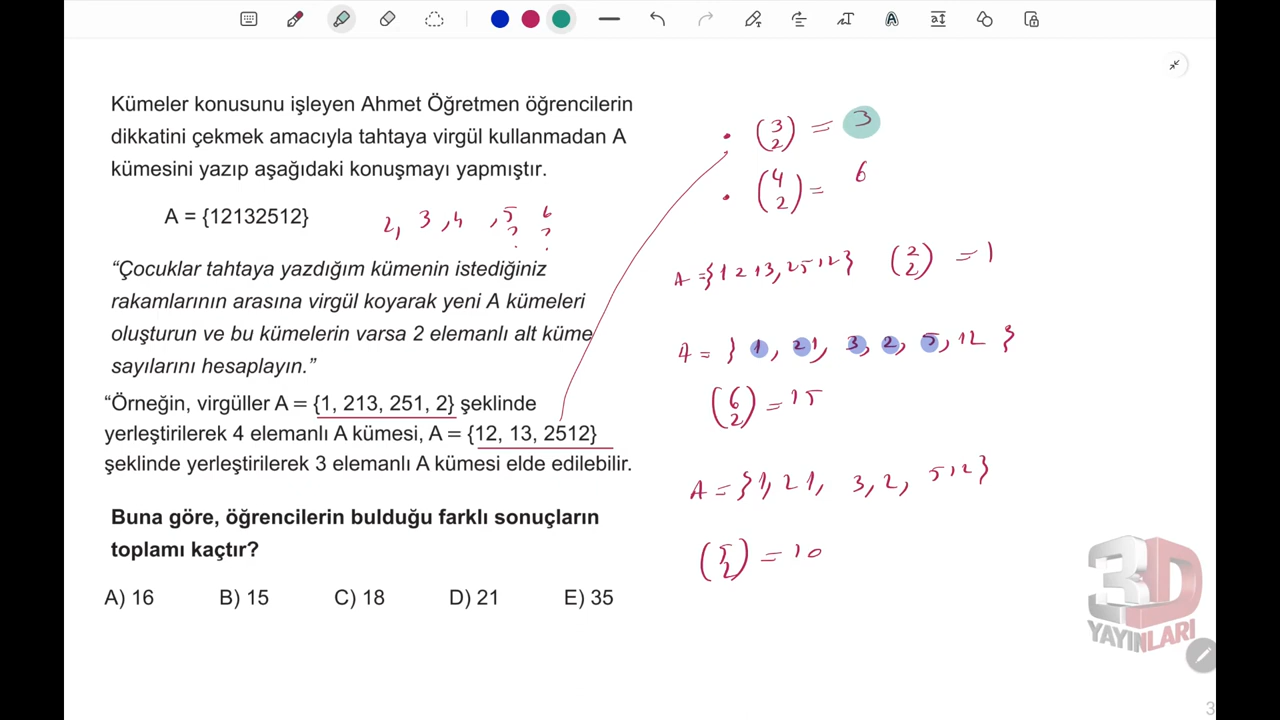 Kümeler konusunu işleyen Ahmet Öğretmen öğrencilerin
dikkatini çekmek amacıyla tahtaya virgül kullanmadan A
kümesini yazıp aşağıdaki konuşmayı yapmıştır.
A = {12132512}
2, 3, 4, 5 6
? ?
"Çocuklar tahtaya yazdığım kümenin istediğiniz
rakamlarının arasına virgül koyarak yeni A kümeleri
oluşturun ve bu kümelerin varsa 2 elemanlı alt küme
sayılarını hesaplayın."
"Örneğin, virgüller A = {1, 213, 251, 2} şeklinde
yerleştirilerek 4 elemanlı A kümesi, A = {12, 13, 2512}
şeklinde yerleştirilerek 3 elemanlı A kümesi elde edilebilir.
Buna göre, öğrencilerin bulduğu farklı sonuçların
toplamı kaçtır?
A) 16 B) 15 C) 18 D) 21 E) 35
• (3 2) = 3
• (4 2) = 6
A = {1213, 2512} (2 2) = 1
A = { 1, 21, 3, 2, 5, 12 }
(6 2) = 15
A = {1, 21, 3, 2, 512}
(5 2) = 10
3D
YAYINLARI
3